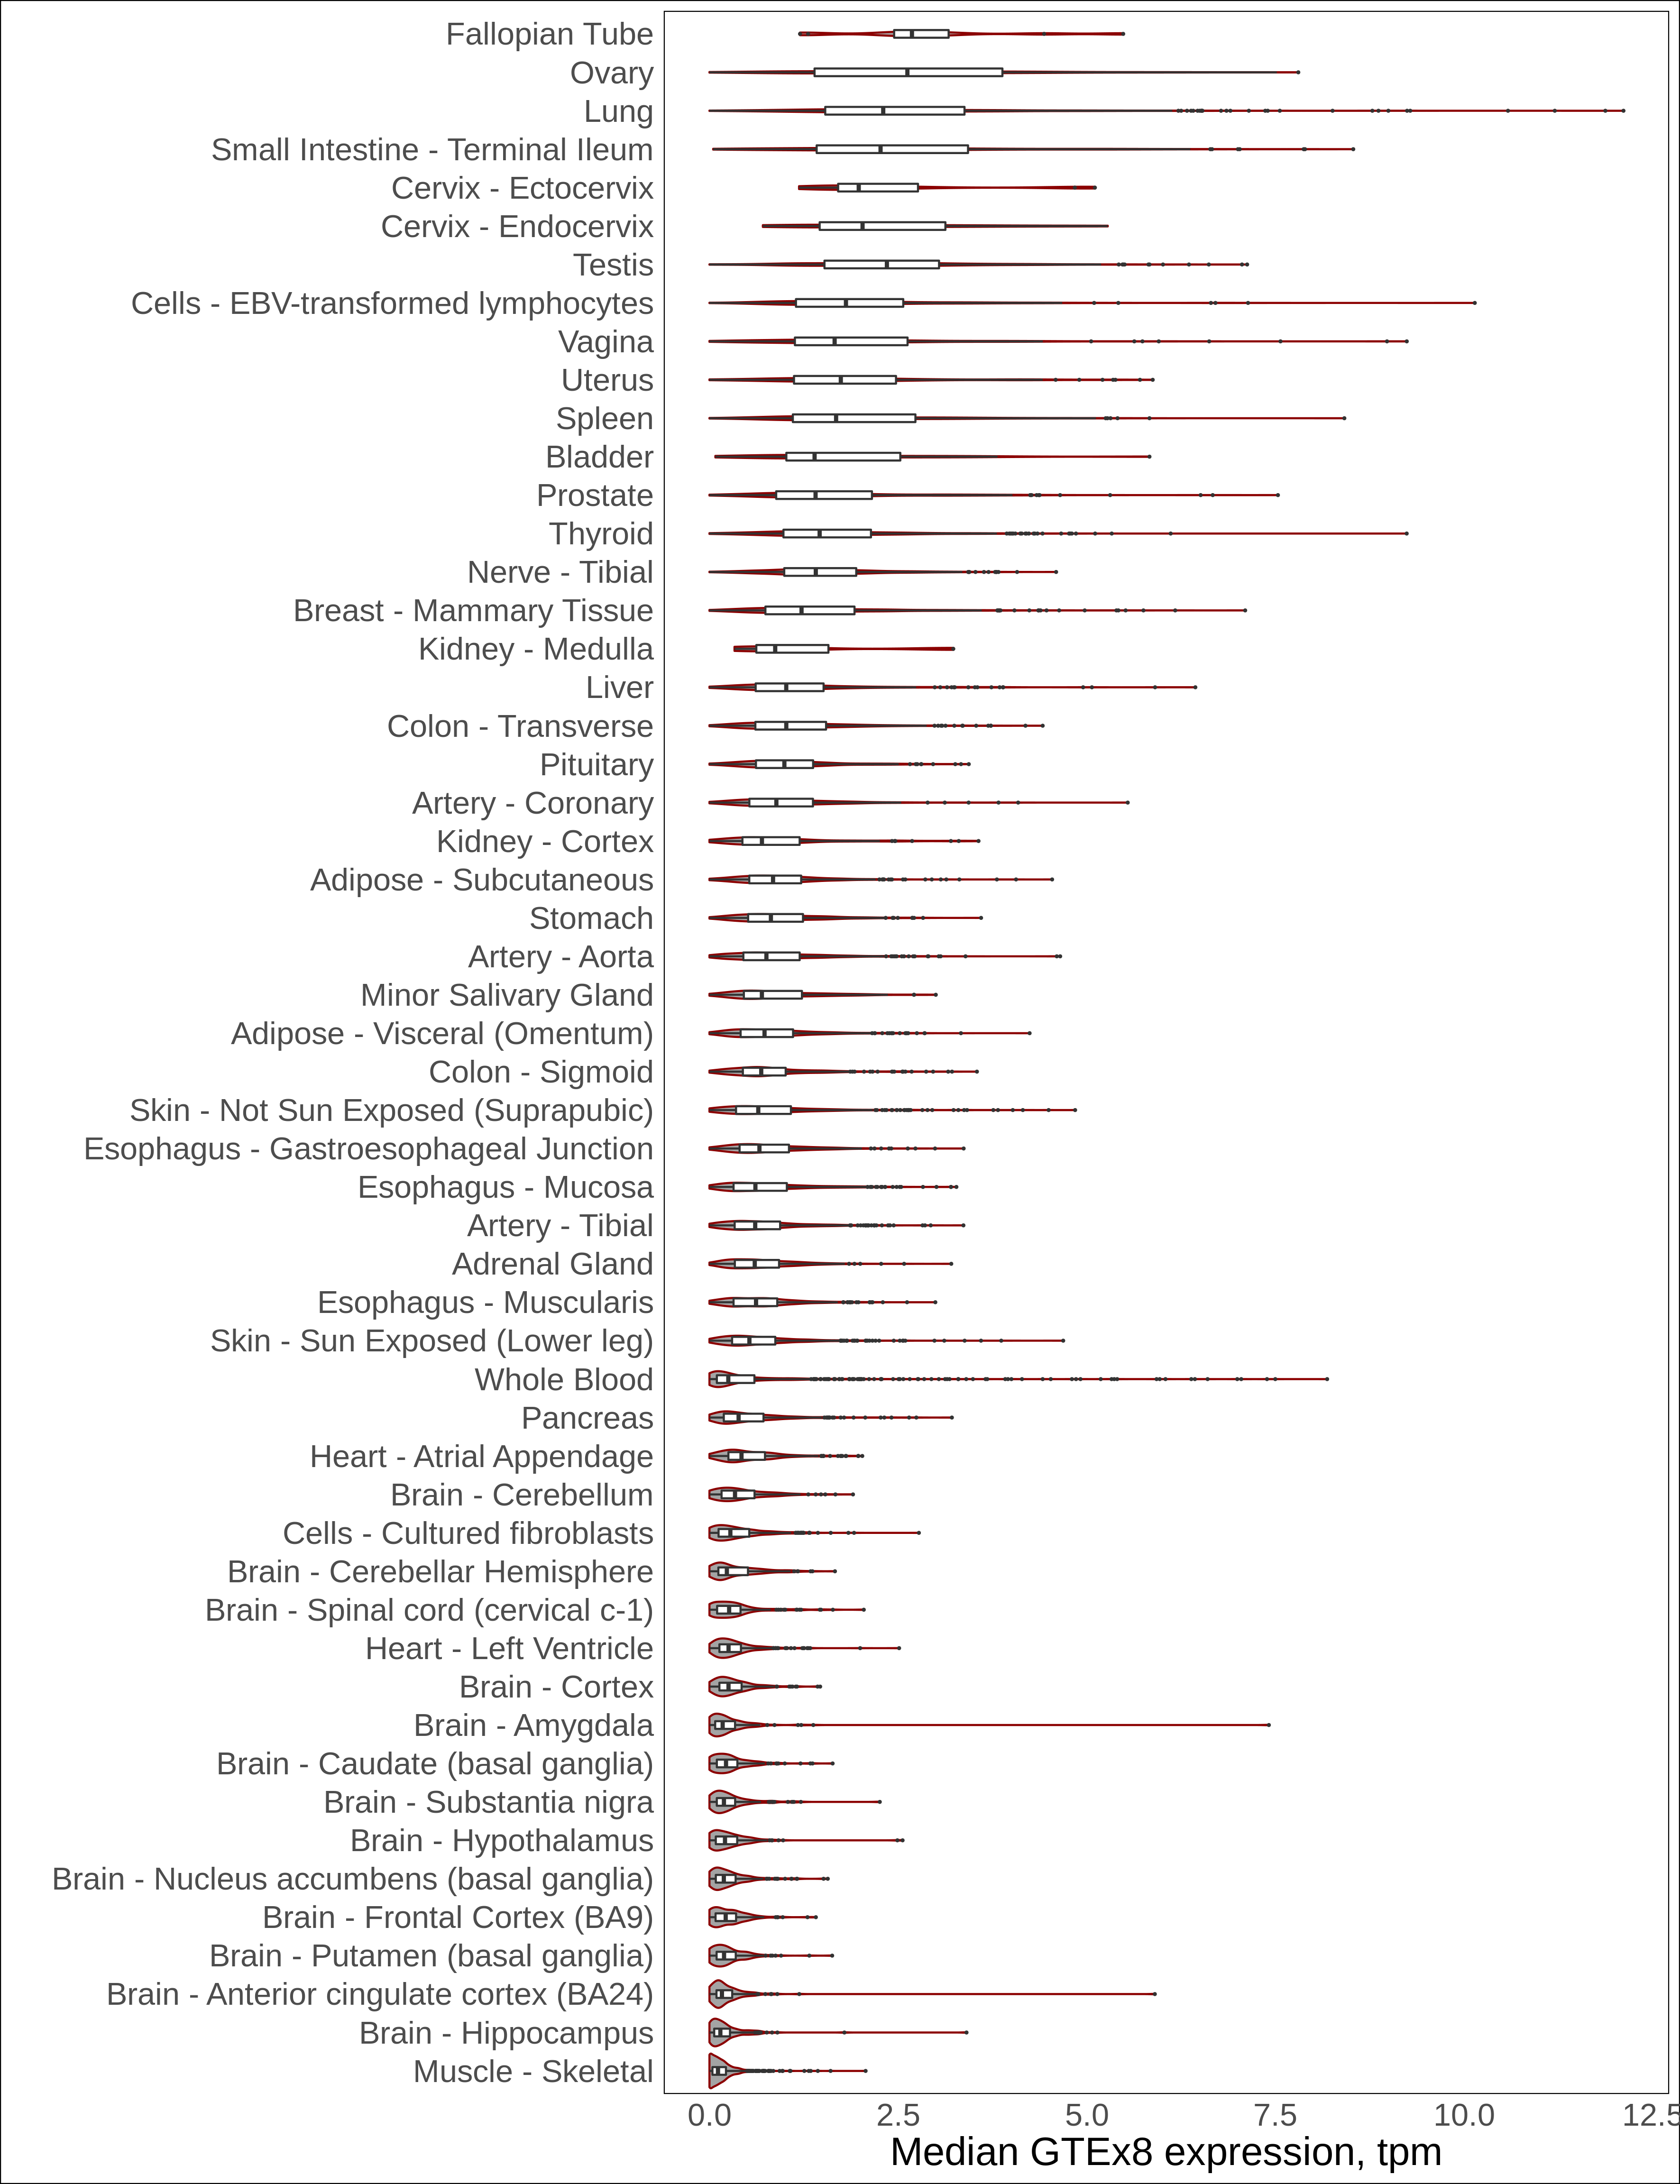 Fallopian Tube
Ovary
Lung
Small Intestine - Terminal Ileum
Cervix - Ectocervix
Cervix - Endocervix
Testis
Cells - EBV-transformed lymphocytes
Vagina
Uterus
Spleen
Bladder
Prostate
Thyroid
Nerve - Tibial
Breast - Mammary Tissue
Kidney - Medulla
Liver
Colon - Transverse
Pituitary
Artery - Coronary
Kidney - Cortex
Adipose - Subcutaneous
Stomach
Artery - Aorta
Minor Salivary Gland
Adipose - Visceral (Omentum)
Colon - Sigmoid
Skin - Not Sun Exposed (Suprapubic)
Esophagus - Gastroesophageal Junction
Esophagus - Mucosa
Artery - Tibial
Adrenal Gland
Esophagus - Muscularis
Skin - Sun Exposed (Lower leg)
Whole Blood
Pancreas
Heart - Atrial Appendage
Brain - Cerebellum
Cells - Cultured fibroblasts
Brain - Cerebellar Hemisphere
Brain - Spinal cord (cervical c-1)
Heart - Left Ventricle
Brain - Cortex
Brain - Amygdala
Brain - Caudate (basal ganglia)
Brain - Substantia nigra
Brain - Hypothalamus
Brain - Nucleus accumbens (basal ganglia)
Brain - Frontal Cortex (BA9)
Brain - Putamen (basal ganglia)
Brain - Anterior cingulate cortex (BA24)
Brain - Hippocampus
Muscle - Skeletal
0.0 2.5 5.0 7.5 10.0 12.5
Median GTEx8 expression, tpm